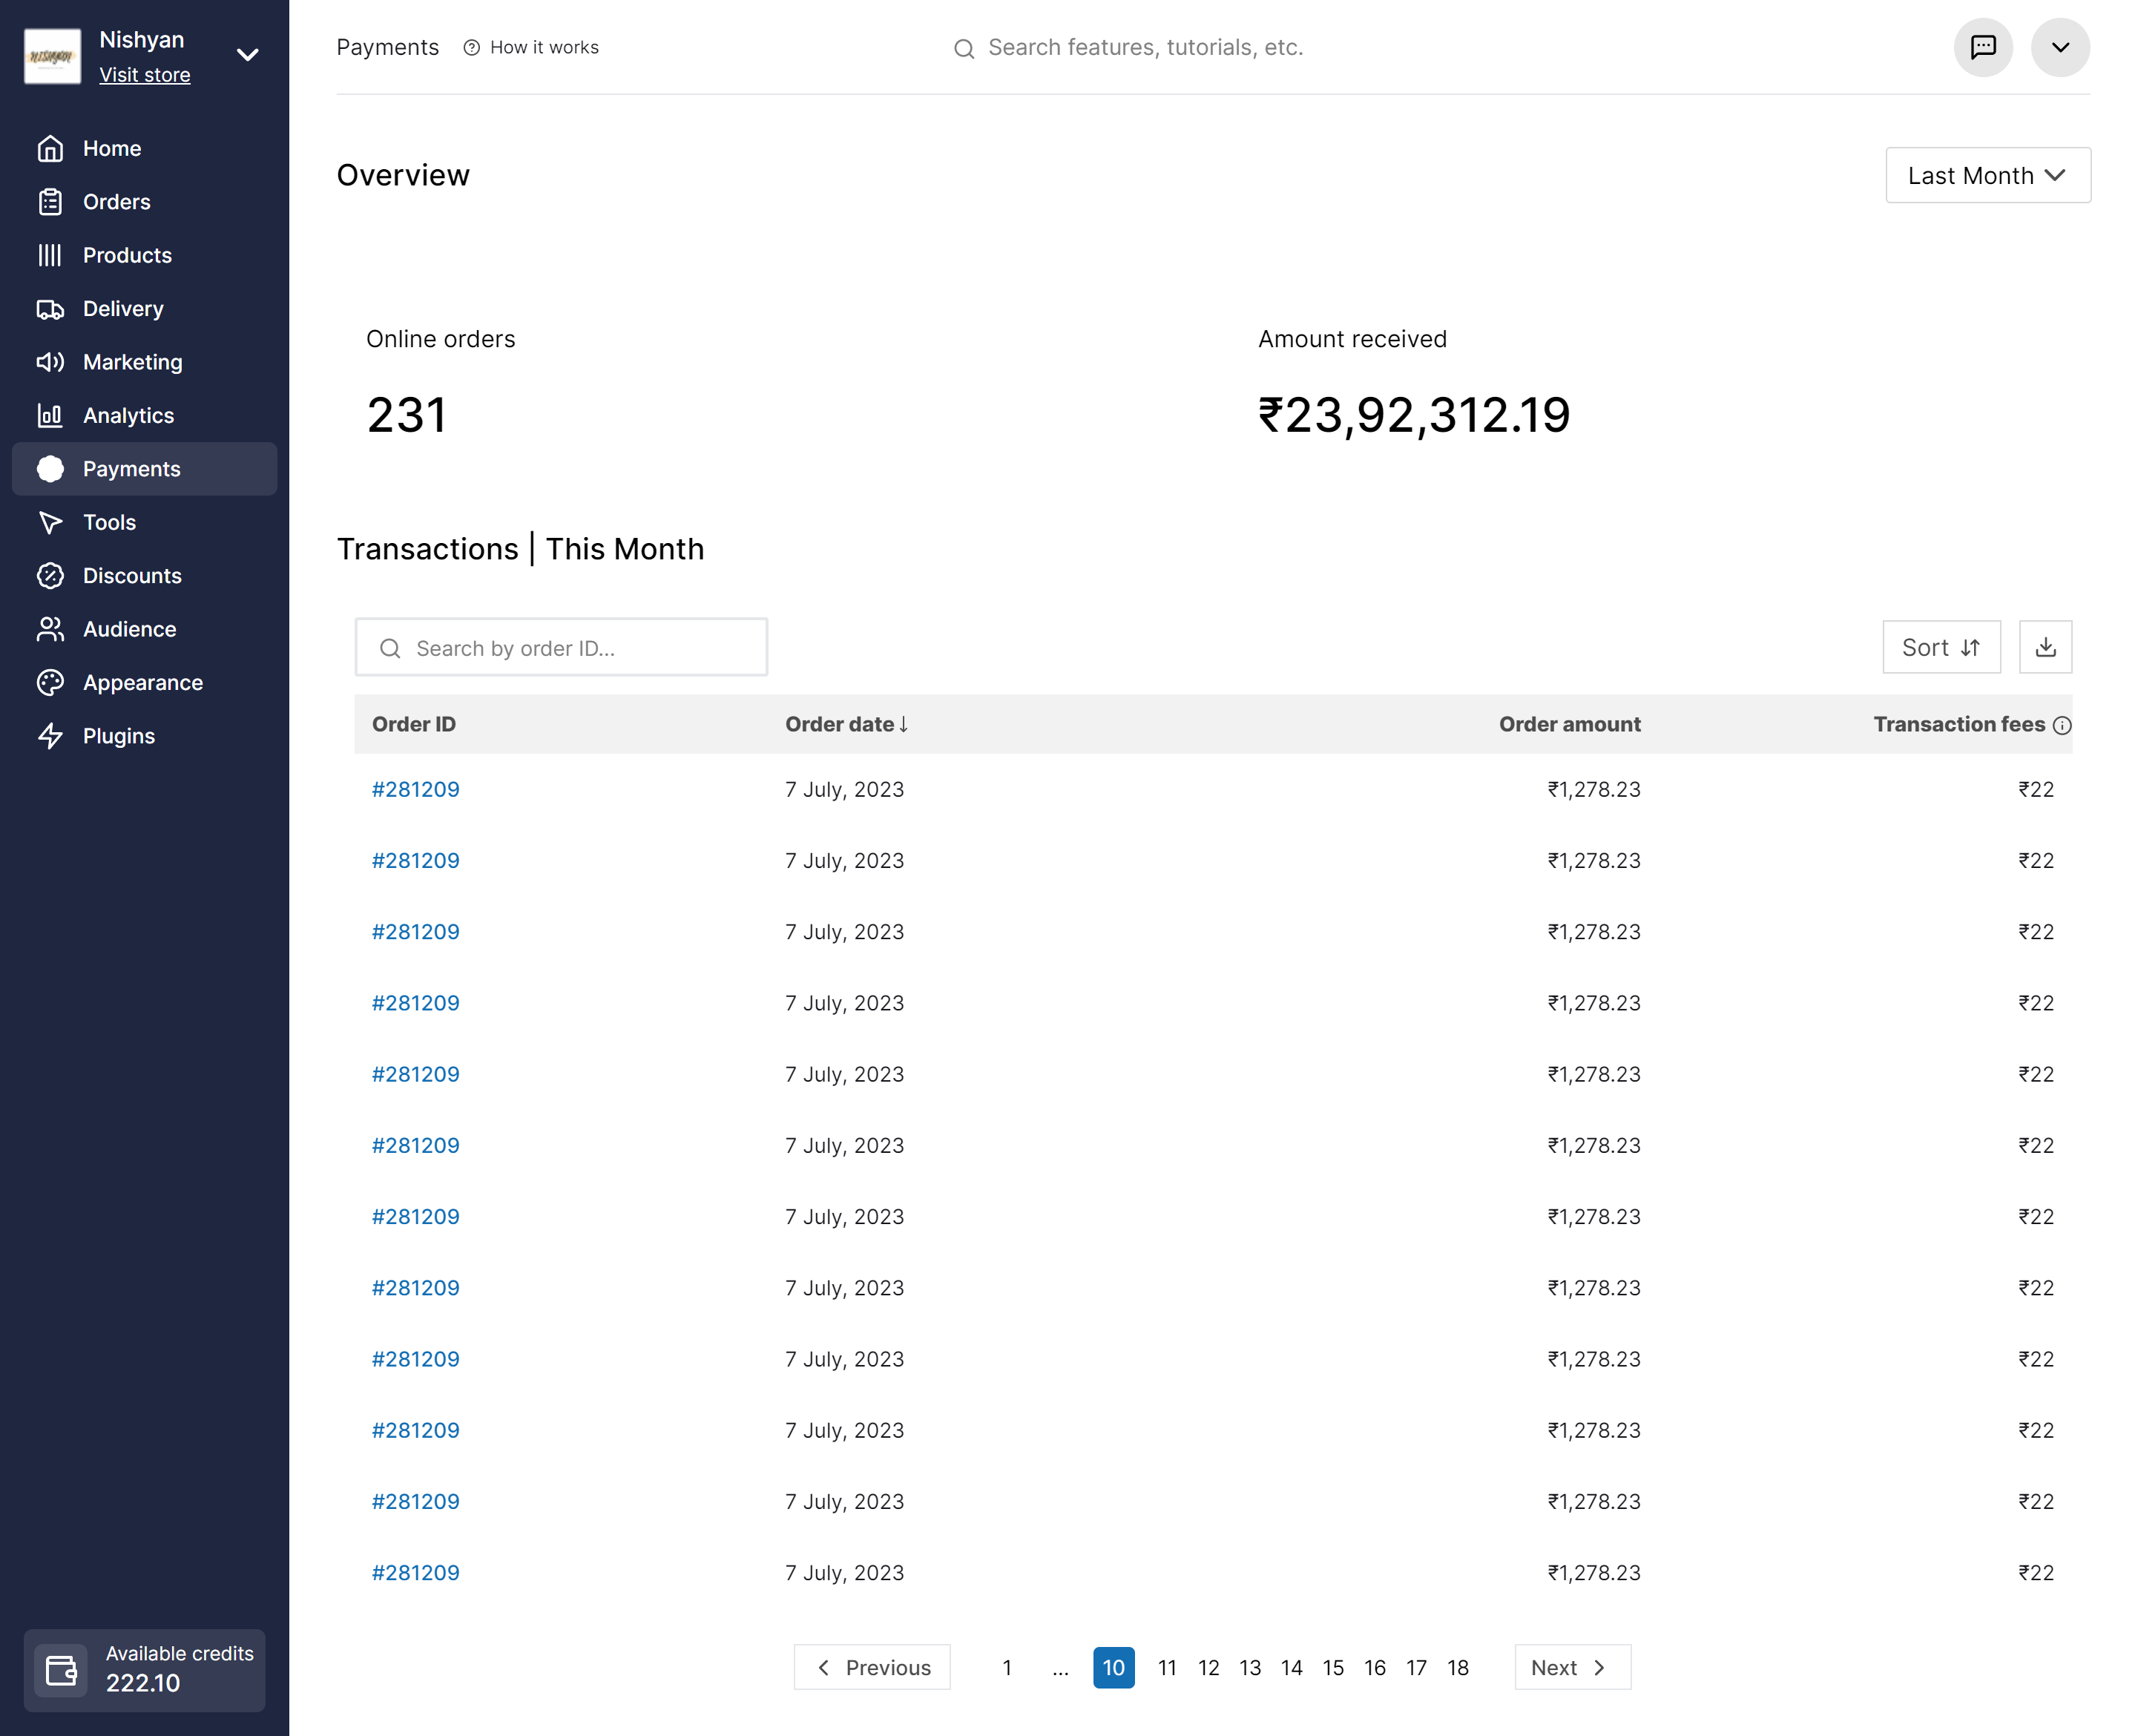 NISHYAN
Nishyan
Visit store
Home
Orders
Products
Delivery
Marketing
Analytics
Payments
Tools
Discounts
Audience
Appearance
Plugins
Available credits
222.10
Payments How it works Search features, tutorials, etc.
Overview Last Month
Online orders Amount received
231 ₹23,92,312.19
Transactions | This Month
Search by order ID... Sort
Order ID Order date↓ Order amount Transaction fees
#281209 7 July, 2023 ₹1,278.23 ₹22
#281209 7 July, 2023 ₹1,278.23 ₹22
#281209 7 July, 2023 ₹1,278.23 ₹22
#281209 7 July, 2023 ₹1,278.23 ₹22
#281209 7 July, 2023 ₹1,278.23 ₹22
#281209 7 July, 2023 ₹1,278.23 ₹22
#281209 7 July, 2023 ₹1,278.23 ₹22
#281209 7 July, 2023 ₹1,278.23 ₹22
#281209 7 July, 2023 ₹1,278.23 ₹22
#281209 7 July, 2023 ₹1,278.23 ₹22
#281209 7 July, 2023 ₹1,278.23 ₹22
#281209 7 July, 2023 ₹1,278.23 ₹22
Previous 1 ... 10 11 12 13 14 15 16 17 18 Next